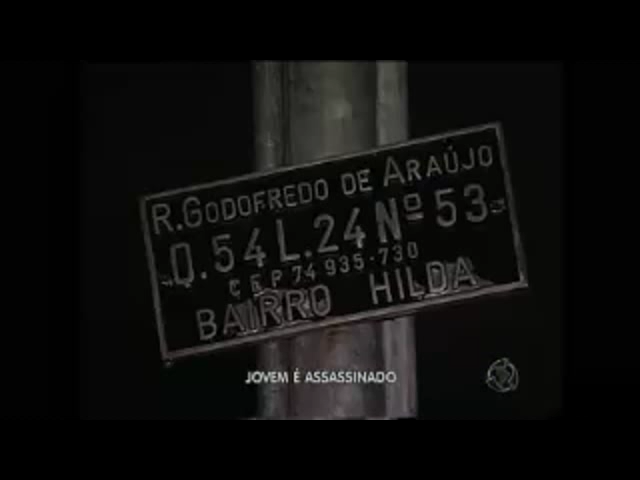 R. GODOFREDO DE ARAÚJO
Q.54 L.24 Nº 53
CEP 74 935-730
BAIRRO HILDA
JOVEM É ASSASSINADO